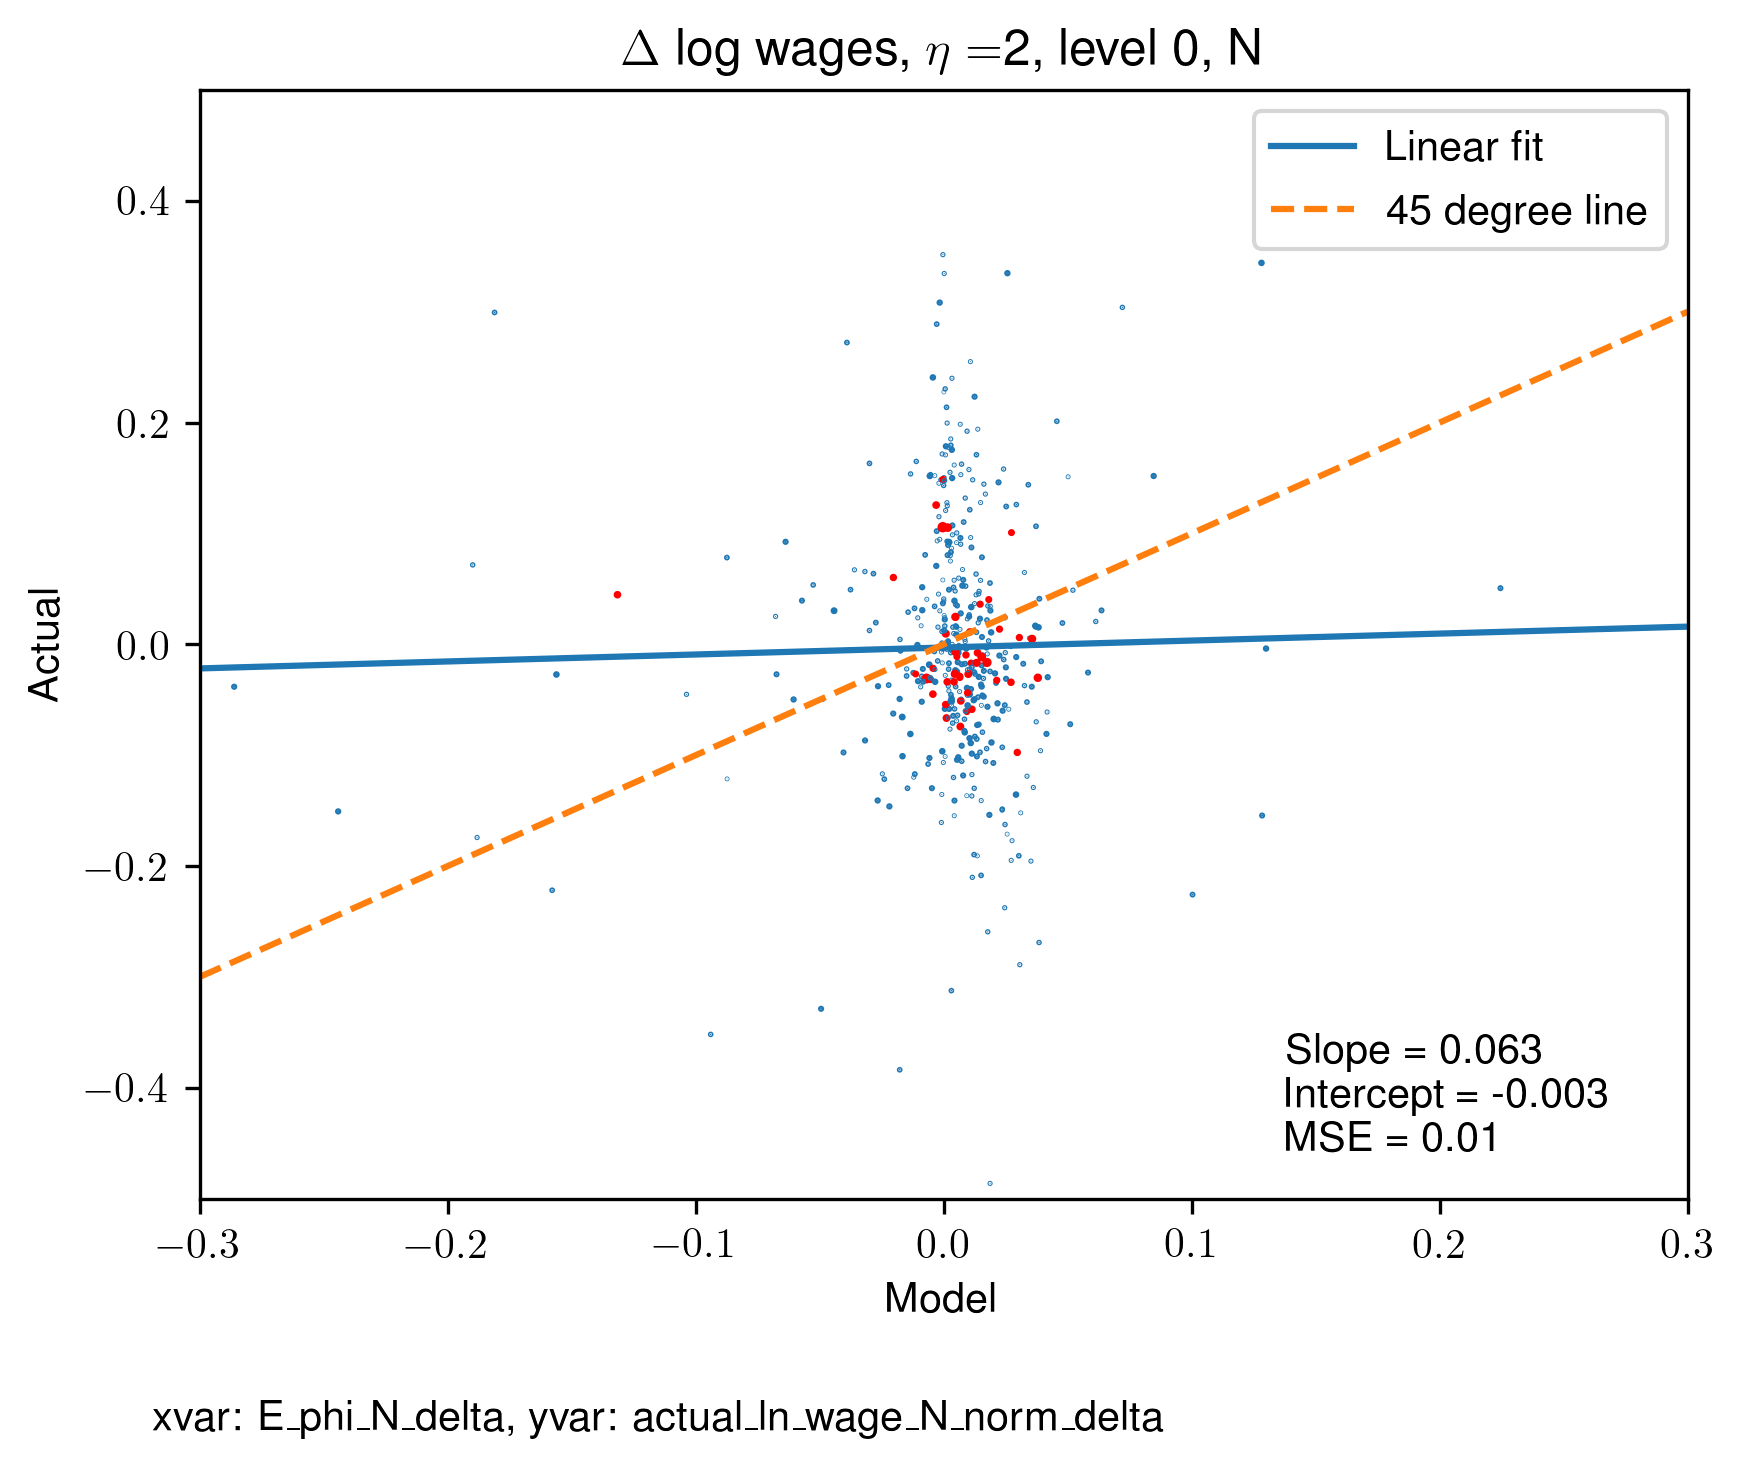 Δ log wages, η =2, level 0, N
Linear fit
45 degree line
Actual
0.4
0.2
0.0
−0.2
−0.4
Slope = 0.063
Intercept = -0.003
MSE = 0.01
−0.3 −0.2 −0.1 0.0 0.1 0.2 0.3
Model
xvar: E_phi_N_delta, yvar: actual_ln_wage_N_norm_delta